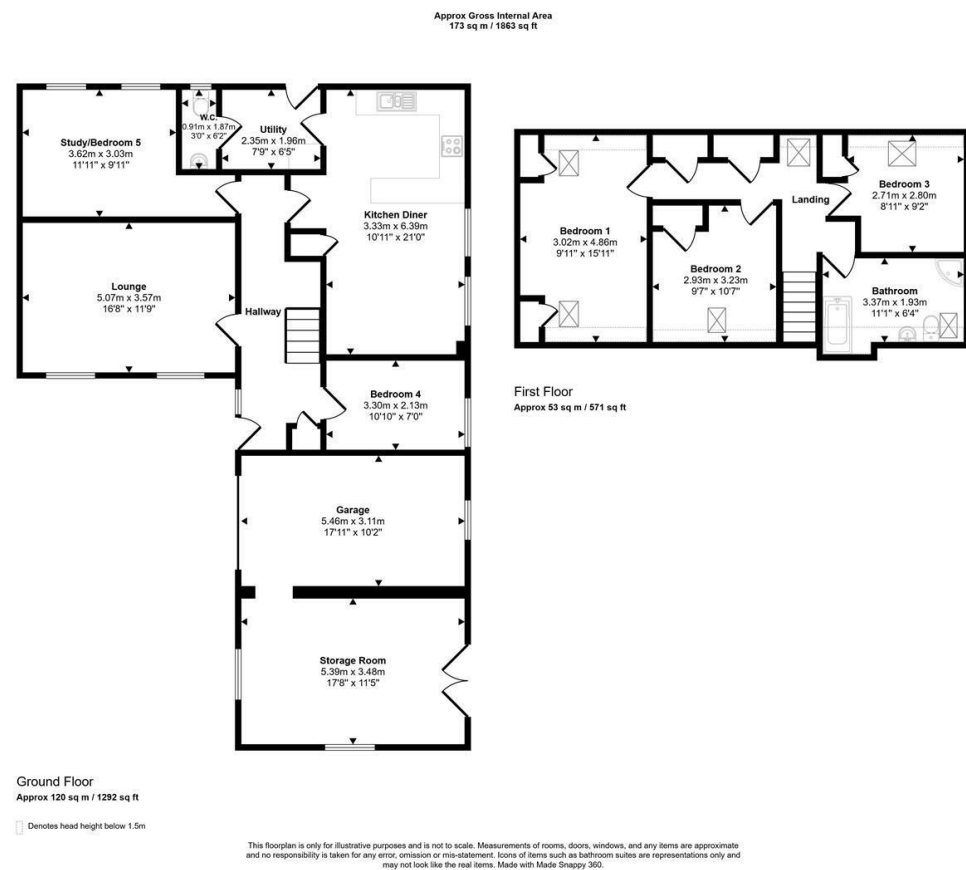 Approx Gross Internal Area
173 sq m / 1863 sq ft
W.C.
0.91m x 1.87m
3'0" x 6'2"
Utility
2.35m x 1.96m
7'9" x 6'5"
Study/Bedroom 5
3.62m x 3.03m
11'11" x 9'11"
Kitchen Diner
3.33m x 6.39m
10'11" x 21'0"
Lounge
5.07m x 3.57m
16'8" x 11'9"
Hallway
Bedroom 4
3.30m x 2.13m
10'10" x 7'0"
Garage
5.46m x 3.11m
17'11" x 10'2"
Storage Room
5.39m x 3.48m
17'8" x 11'5"
Ground Floor
Approx 120 sq m / 1292 sq ft
Denotes head height below 1.5m
Bedroom 1
3.02m x 4.86m
9'11" x 15'11"
Landing
Bedroom 3
2.71m x 2.80m
8'11" x 9'2"
Bedroom 2
2.93m x 3.23m
9'7" x 10'7"
Bathroom
3.37m x 1.93m
11'1" x 6'4"
First Floor
Approx 53 sq m / 571 sq ft
This floorplan is only for illustrative purposes and is not to scale. Measurements of rooms, doors, windows, and any items are approximate
and no responsibility is taken for any error, omission or mis-statement. Icons of items such as bathroom suites are representations only and
may not look like the real items. Made with Made Snappy 360.